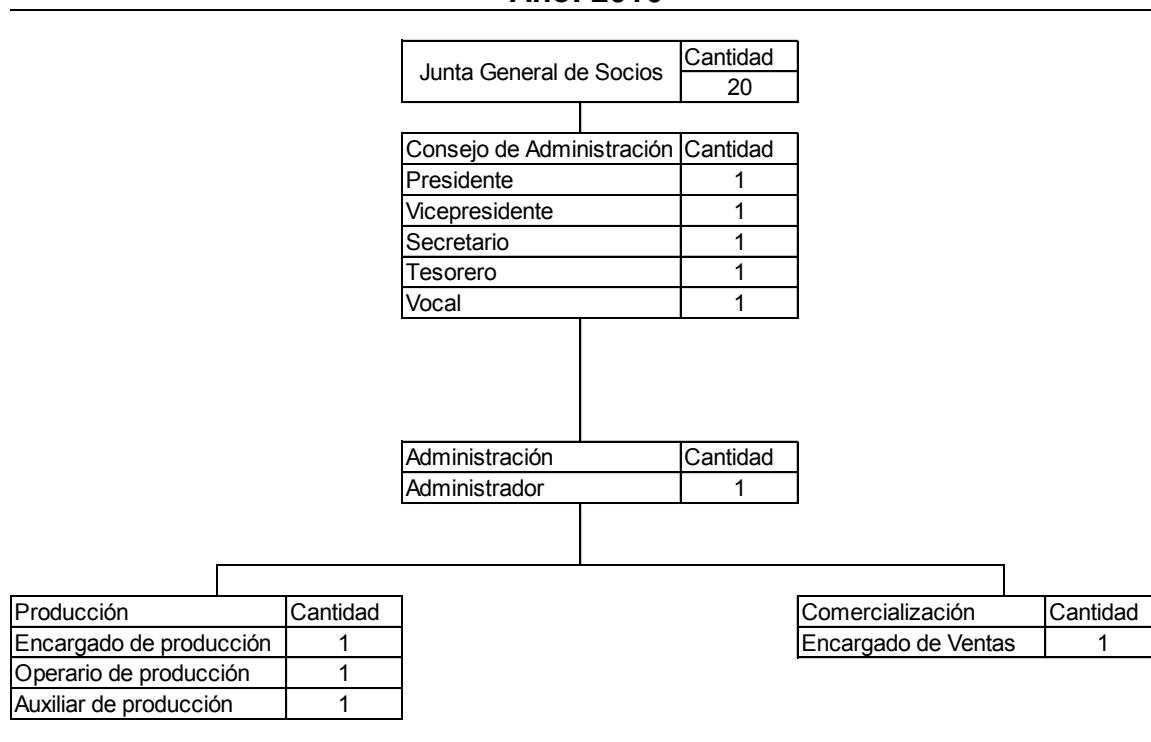 Junta General de Socios Cantidad
20
Consejo de Administración Cantidad
Presidente 1
Vicepresidente 1
Secretario 1
Tesorero 1
Vocal 1
Administración Cantidad
Administrador 1
Producción Cantidad
Encargado de producción 1
Operario de producción 1
Auxiliar de producción 1
Comercialización Cantidad
Encargado de Ventas 1